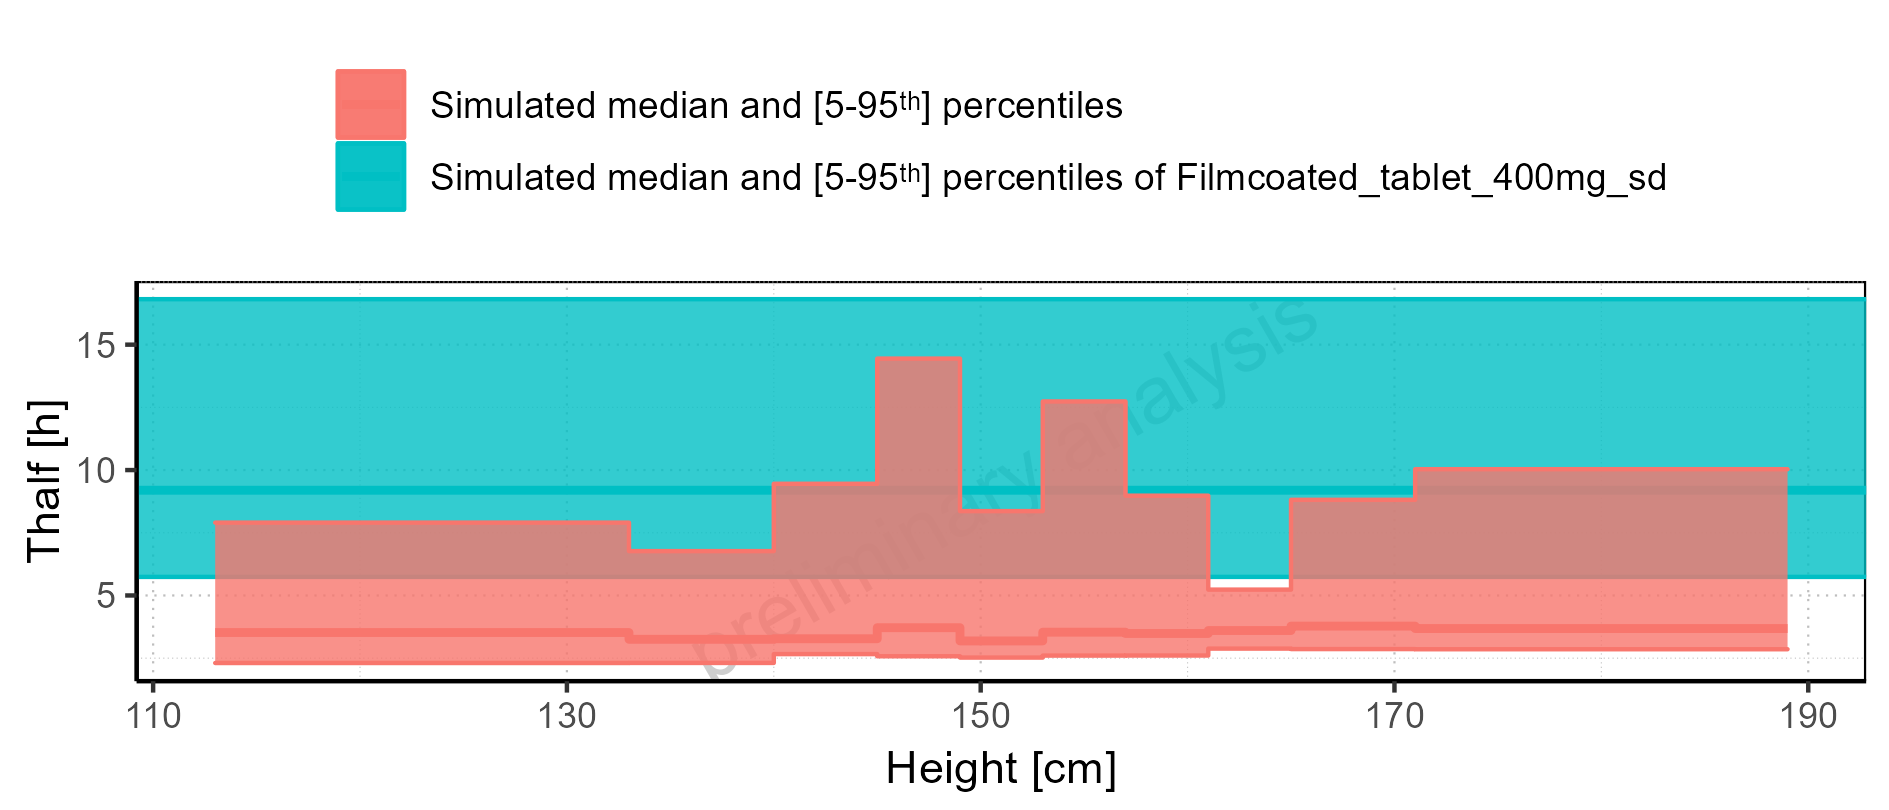 Simulated median and [5-95th] percentiles
Simulated median and [5-95th] percentiles of Filmcoated_tablet_400mg_sd
preliminary analysis
Thalf [h]
15
10
5
110 130 150 170 190
Height [cm]